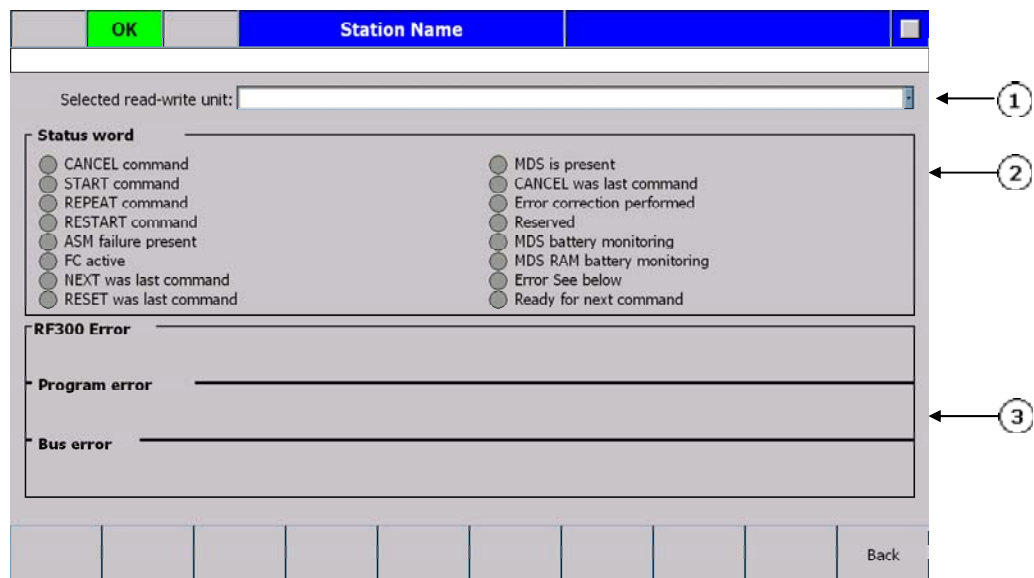 OK
Station Name
Selected read-write unit:
1
Status word
CANCEL command
START command
REPEAT command
RESTART command
ASM failure present
FC active
NEXT was last command
RESET was last command
MDS is present
CANCEL was last command
Error correction performed
Reserved
MDS battery monitoring
MDS RAM battery monitoring
Error See below
Ready for next command
2
RF300 Error
Program error
Bus error
3
Back